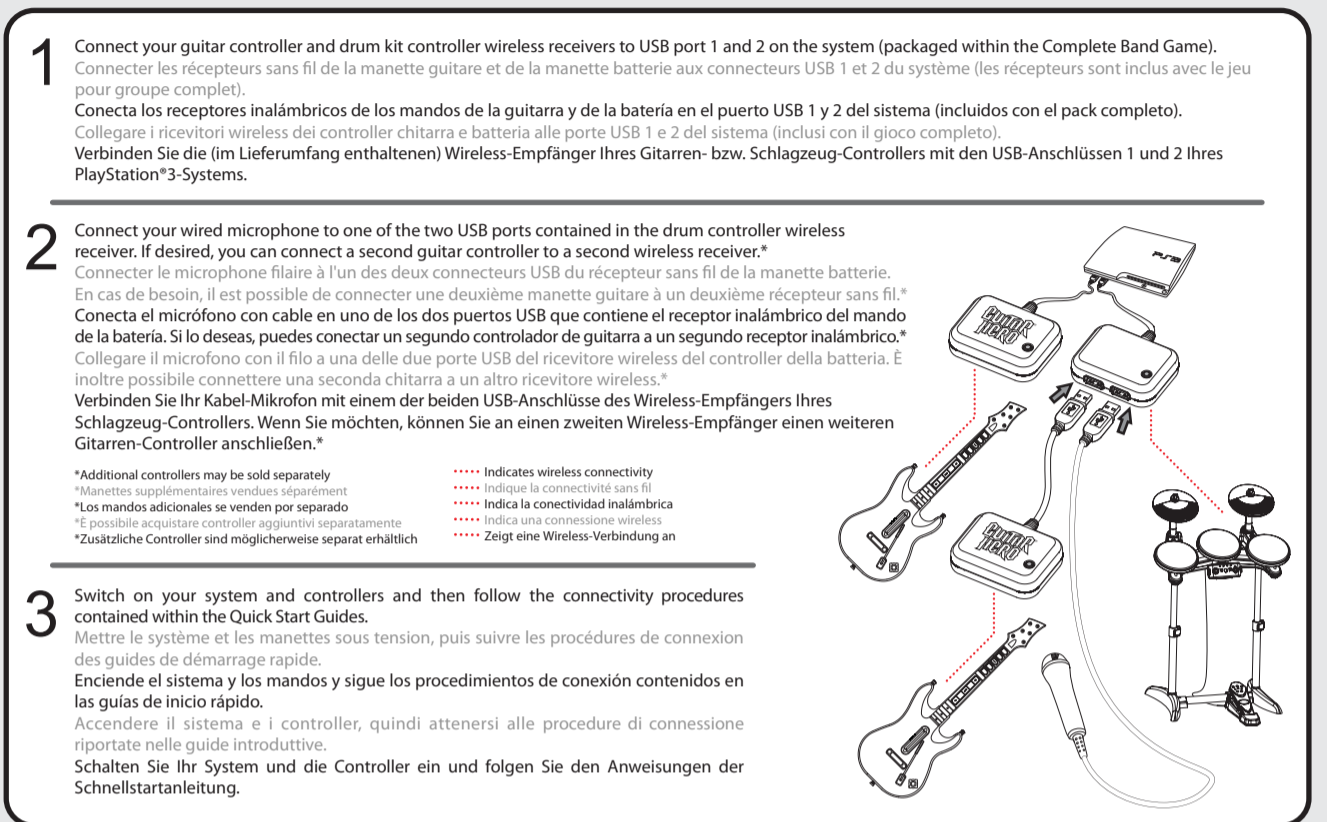 1
Connect your guitar controller and drum kit controller wireless receivers to USB port 1 and 2 on the system (packaged within the Complete Band Game).
Connecter les récepteurs sans fil de la manette guitare et de la manette batterie aux connecteurs USB 1 et 2 du système (les récepteurs sont inclus avec le jeu
pour groupe complet).
Conecta los receptores inalámbricos de los mandos de la guitarra y de la batería en el puerto USB 1 y 2 del sistema (incluidos con el pack completo).
Collegare i ricevitori wireless dei controller chitarra e batteria alle porte USB 1 e 2 del sistema (inclusi con il gioco completo).
Verbinden Sie die (im Lieferumfang enthaltenen) Wireless-Empfänger Ihres Gitarren- bzw. Schlagzeug-Controllers mit den USB-Anschlüssen 1 und 2 Ihres
PlayStation®3-Systems.
2
Connect your wired microphone to one of the two USB ports contained in the drum controller wireless
receiver. If desired, you can connect a second guitar controller to a second wireless receiver.*
Connecter le microphone filaire à l'un des deux connecteurs USB du récepteur sans fil de la manette batterie.
En cas de besoin, il est possible de connecter une deuxième manette guitare à un deuxième récepteur sans fil.*
Conecta el micrófono con cable en uno de los dos puertos USB que contiene el receptor inalámbrico del mando
de la batería. Si lo deseas, puedes conectar un segundo controlador de guitarra a un segundo receptor inalámbrico.*
Collegare il microfono con il filo a una delle due porte USB del ricevitore wireless del controller della batteria. È
inoltre possibile connettere una seconda chitarra a un altro ricevitore wireless.*
Verbinden Sie Ihr Kabel-Mikrofon mit einem der beiden USB-Anschlüsse des Wireless-Empfängers Ihres
Schlagzeug-Controllers. Wenn Sie möchten, können Sie an einen zweiten Wireless-Empfänger einen weiteren
Gitarren-Controller anschließen.*
*Additional controllers may be sold separately
*Manettes supplémentaires vendues séparément
*Los mandos adicionales se venden por separado
*È possibile acquistare controller aggiuntivi separatamente
*Zusätzliche Controller sind möglicherweise separat erhältlich
Indicates wireless connectivity
Indique la connectivité sans fil
Indica la conectividad inalámbrica
Indica una connessione wireless
Zeigt eine Wireless-Verbindung an
3
Switch on your system and controllers and then follow the connectivity procedures
contained within the Quick Start Guides.
Mettre le système et les manettes sous tension, puis suivre les procédures de connexion
des guides de démarrage rapide.
Enciende el sistema y los mandos y sigue los procedimientos de conexión contenidos en
las guías de inicio rápido.
Accendere il sistema e i controller, quindi attenersi alle procedure di connessione
riportate nelle guide introduttive.
Schalten Sie Ihr System und die Controller ein und folgen Sie den Anweisungen der
Schnellstartanleitung.
PS3
Guitar
Hero
Guitar
Hero